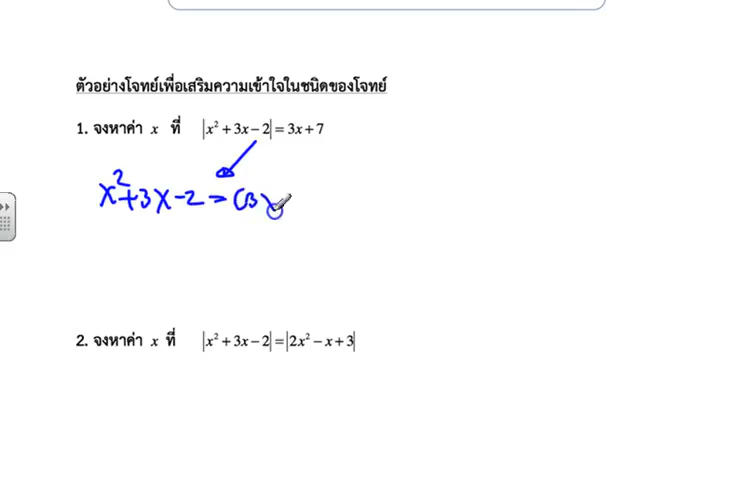 ตัวอย่างโจทย์เพื่อเสริมความเข้าใจในชนิดของโจทย์
1. จงหาค่า x ที่ |x² + 3x − 2| = 3x + 7
x² + 3x − 2 = (3x
2. จงหาค่า x ที่ |x² + 3x − 2| = |2x² − x + 3|